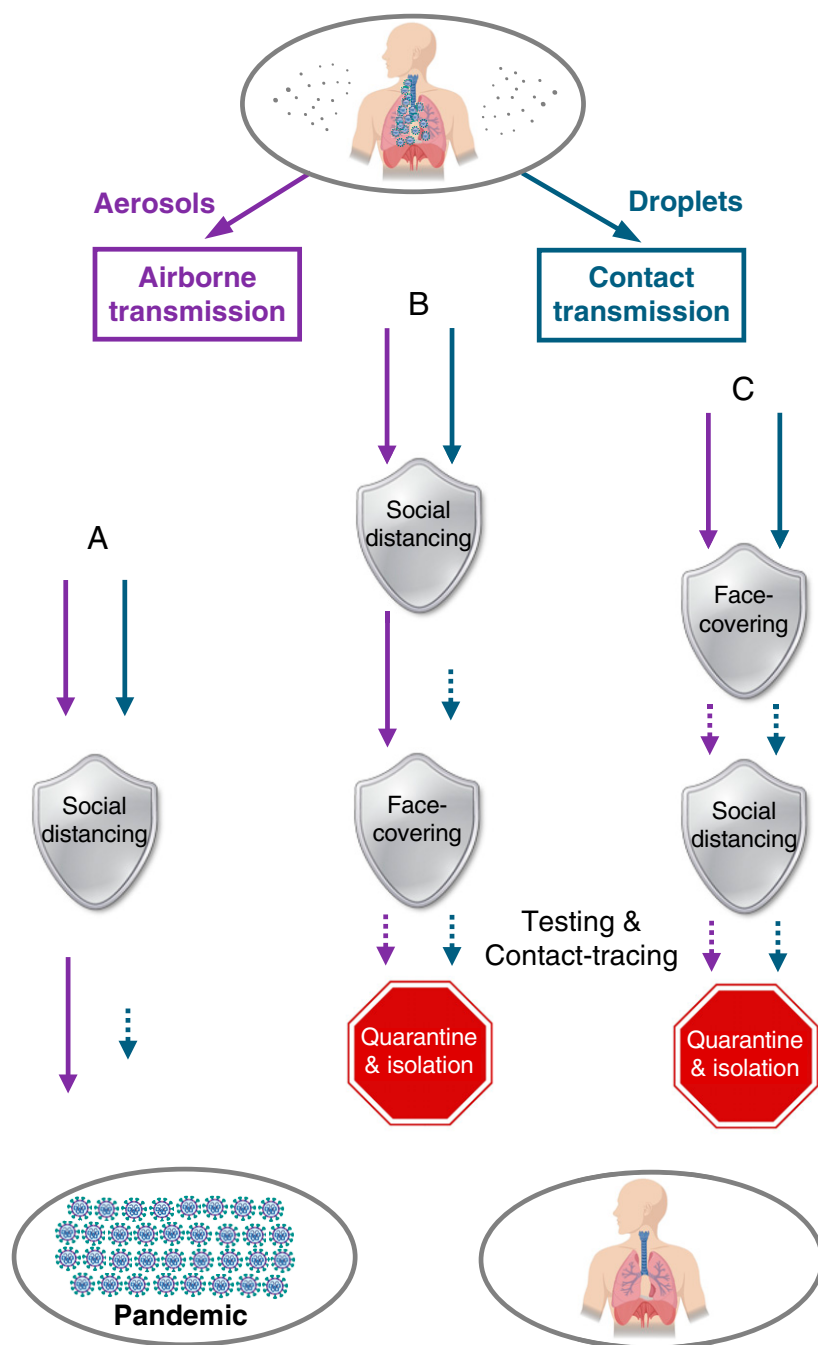 Aerosols
Droplets
Airborne
transmission
Contact
transmission
B
C
A
Social
distancing
Face-
covering
Social
distancing
Face-
covering
Social
distancing
Testing &
Contact-tracing
Quarantine
& isolation
Quarantine
& isolation
Pandemic